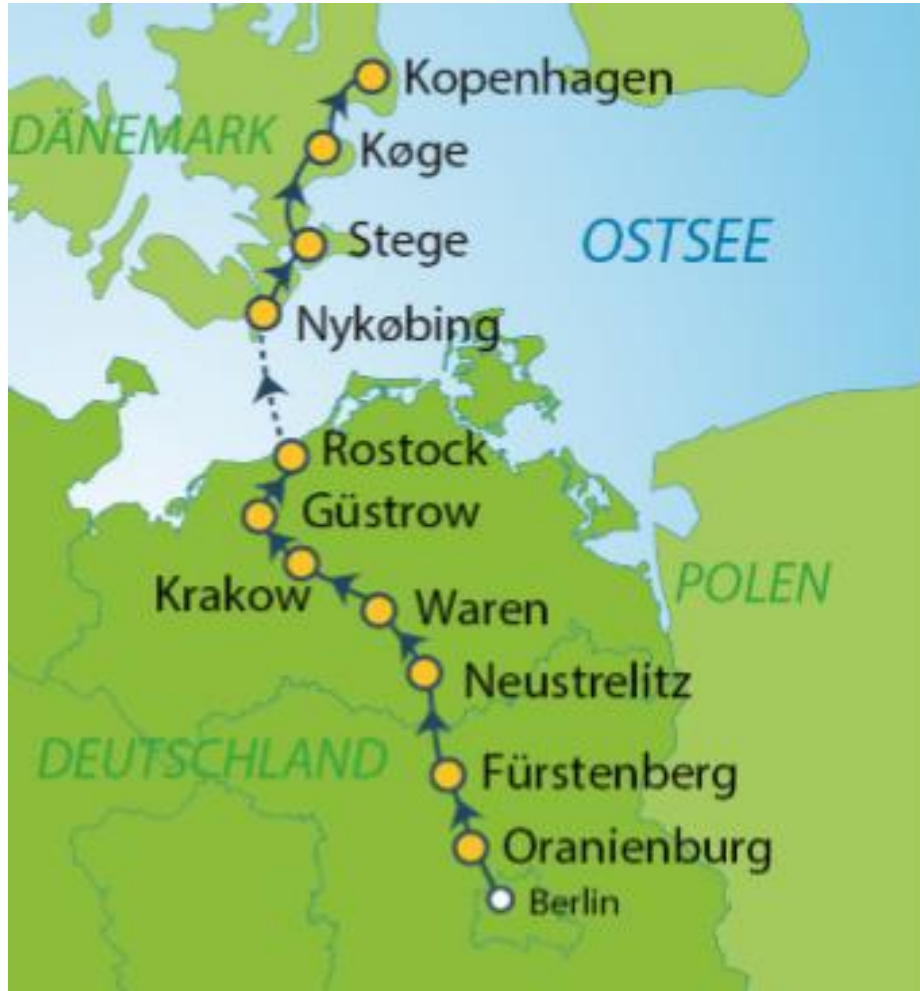 Kopenhagen
DÄNEMARK
Køge
Stege
OSTSEE
Nykøbing
Rostock
Güstrow
POLEN
Krakow
Waren
Neustrelitz
DEUTSCHLAND
Fürstenberg
Oranienburg
Berlin